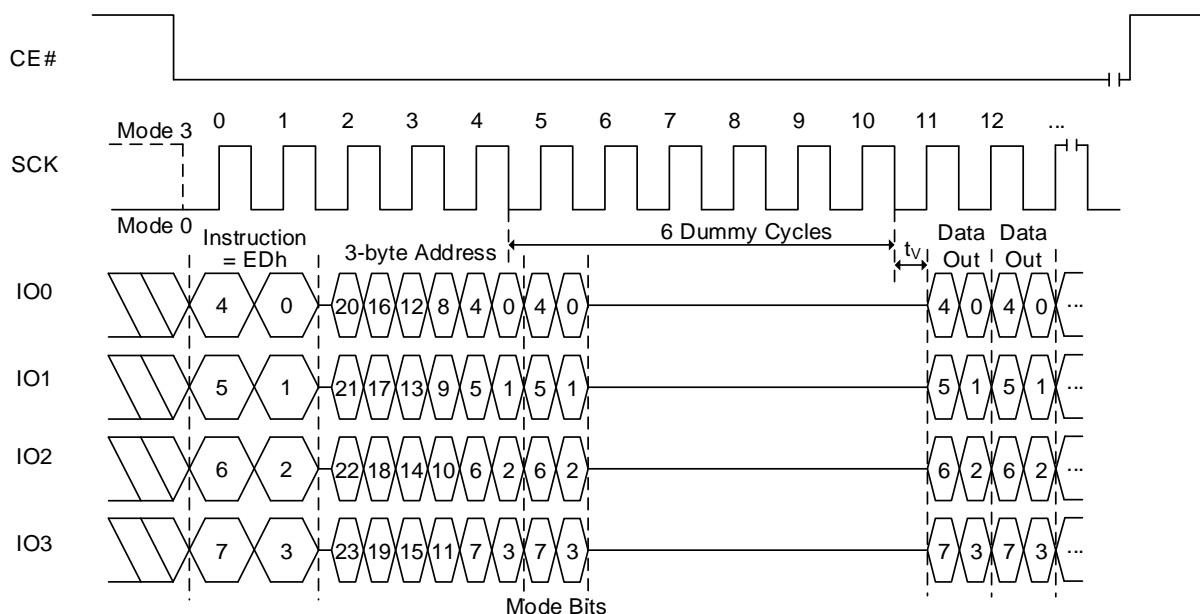 CE#
0 1 2 3 4 5 6 7 8 9 10 11 12 ...
Mode 3
SCK
Mode 0
Instruction
= EDh
3-byte Address
6 Dummy Cycles
tV
Data
Out
Data
Out
IO0 4 0 20 16 12 8 4 0 4 0 4 0 4 0 ...
IO1 5 1 21 17 13 9 5 1 5 1 5 1 5 1 ...
IO2 6 2 22 18 14 10 6 2 6 2 6 2 6 2 ...
IO3 7 3 23 19 15 11 7 3 7 3 7 3 7 3 ...
Mode Bits